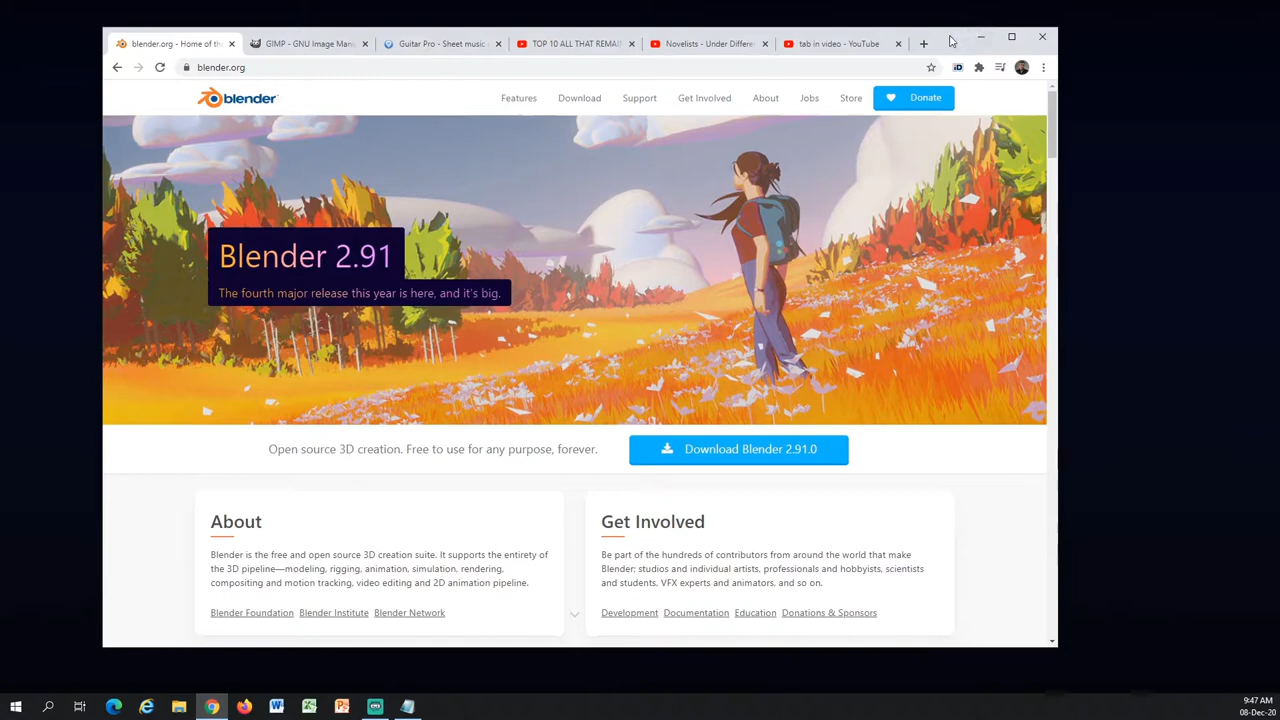 blender.org - Home of th
GIMP - GNU Image Man
Guitar Pro - Sheet music
TOP 10 ALL THAT REMAI
Novelists - Under Differe
tab in video - YouTube
blender.org
iD
blender
Features
Download
Support
Get Involved
About
Jobs
Store
Donate
Blender 2.91
The fourth major release this year is here, and it's big.
Open source 3D creation. Free to use for any purpose, forever.
Download Blender 2.91.0
About
Blender is the free and open source 3D creation suite. It supports the entirety of
the 3D pipeline—modeling, rigging, animation, simulation, rendering,
compositing and motion tracking, video editing and 2D animation pipeline.
Blender Foundation Blender Institute Blender Network
Get Involved
Be part of the hundreds of contributors from around the world that make
Blender; studios and individual artists, professionals and hobbyists, scientists
and students, VFX experts and animators, and so on.
Development Documentation Education Donations & Sponsors
9:47 AM
08-Dec-20